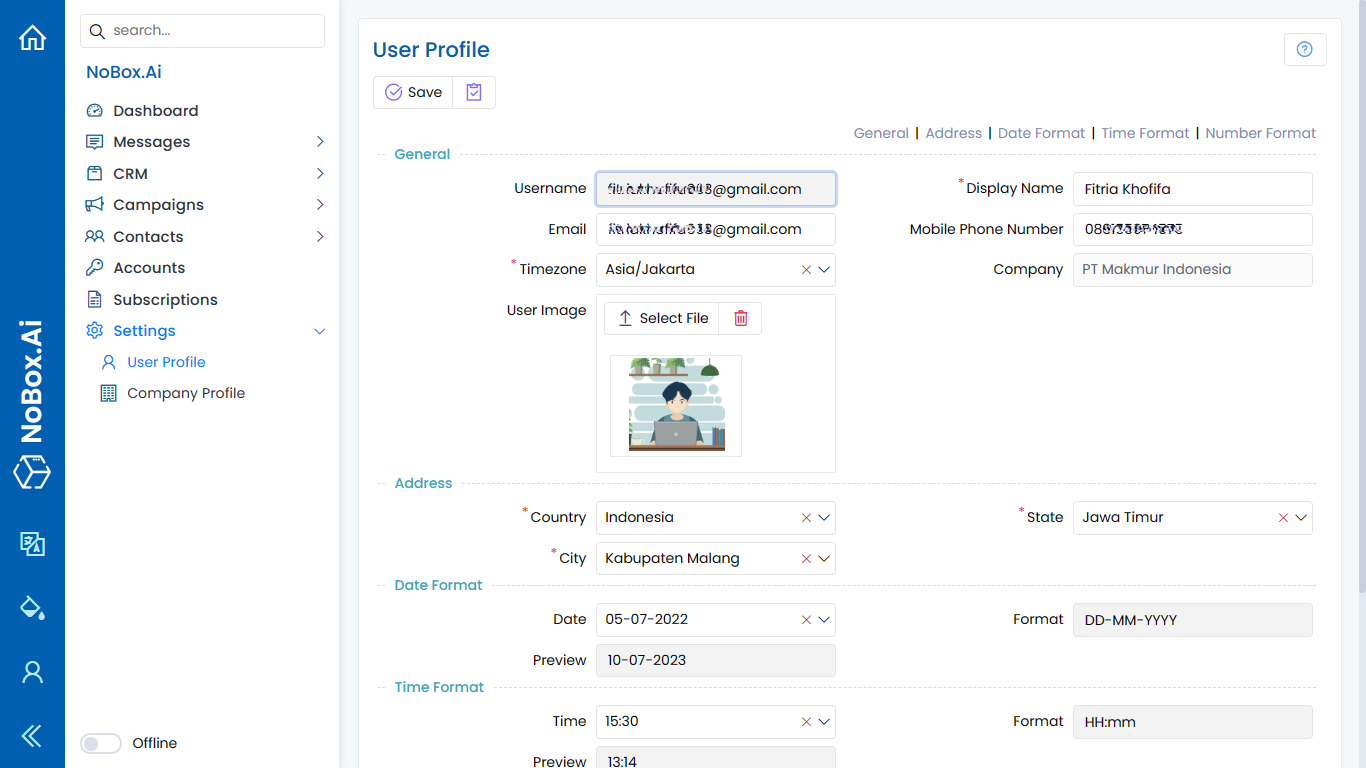 search...
NoBox.Ai
Dashboard
Messages
CRM
Campaigns
Contacts
Accounts
Subscriptions
Settings
User Profile
Company Profile
Offline
NoBox.Ai
User Profile
Save
General | Address | Date Format | Time Format | Number Format
General
Username @gmail.com * Display Name Fitria Khofifa
Email @gmail.com Mobile Phone Number
* Timezone Asia/Jakarta Company PT Makmur Indonesia
User Image Select File
Address
* Country Indonesia * State Jawa Timur
* City Kabupaten Malang
Date Format
Date 05-07-2022 Format DD-MM-YYYY
Preview 10-07-2023
Time Format
Time 15:30 Format HH:mm
Preview 13:14